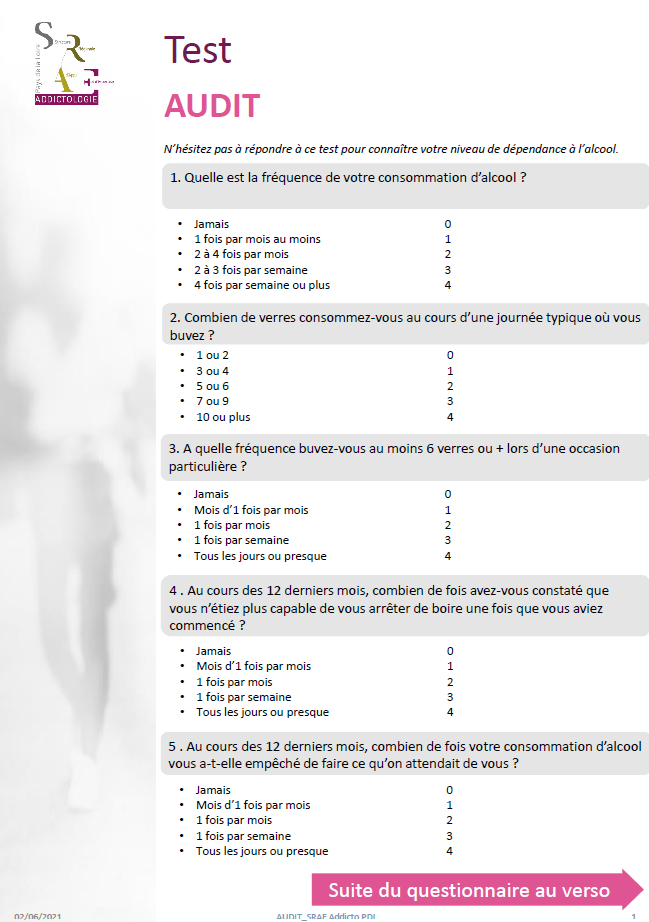 Pays de la Loire
Structure
Régionale
d'Appui
et d'Expertise
ADDICTOLOGIE
Test
AUDIT
N’hésitez pas à répondre à ce test pour connaître votre niveau de dépendance à l’alcool.
1. Quelle est la fréquence de votre consommation d’alcool ?
• Jamais 0
• 1 fois par mois au moins 1
• 2 à 4 fois par mois 2
• 2 à 3 fois par semaine 3
• 4 fois par semaine ou plus 4
2. Combien de verres consommez-vous au cours d’une journée typique où vous
buvez ?
• 1 ou 2 0
• 3 ou 4 1
• 5 ou 6 2
• 7 ou 9 3
• 10 ou plus 4
3. A quelle fréquence buvez-vous au moins 6 verres ou + lors d’une occasion
particulière ?
• Jamais 0
• Mois d’1 fois par mois 1
• 1 fois par mois 2
• 1 fois par semaine 3
• Tous les jours ou presque 4
4 . Au cours des 12 derniers mois, combien de fois avez-vous constaté que
vous n’étiez plus capable de vous arrêter de boire une fois que vous aviez
commencé ?
• Jamais 0
• Mois d’1 fois par mois 1
• 1 fois par mois 2
• 1 fois par semaine 3
• Tous les jours ou presque 4
5 . Au cours des 12 derniers mois, combien de fois votre consommation d’alcool
vous a-t-elle empêché de faire ce qu’on attendait de vous ?
• Jamais 0
• Mois d’1 fois par mois 1
• 1 fois par mois 2
• 1 fois par semaine 3
• Tous les jours ou presque 4
Suite du questionnaire au verso
02/06/2021 AUDIT_SRAE Addicto PDL 1